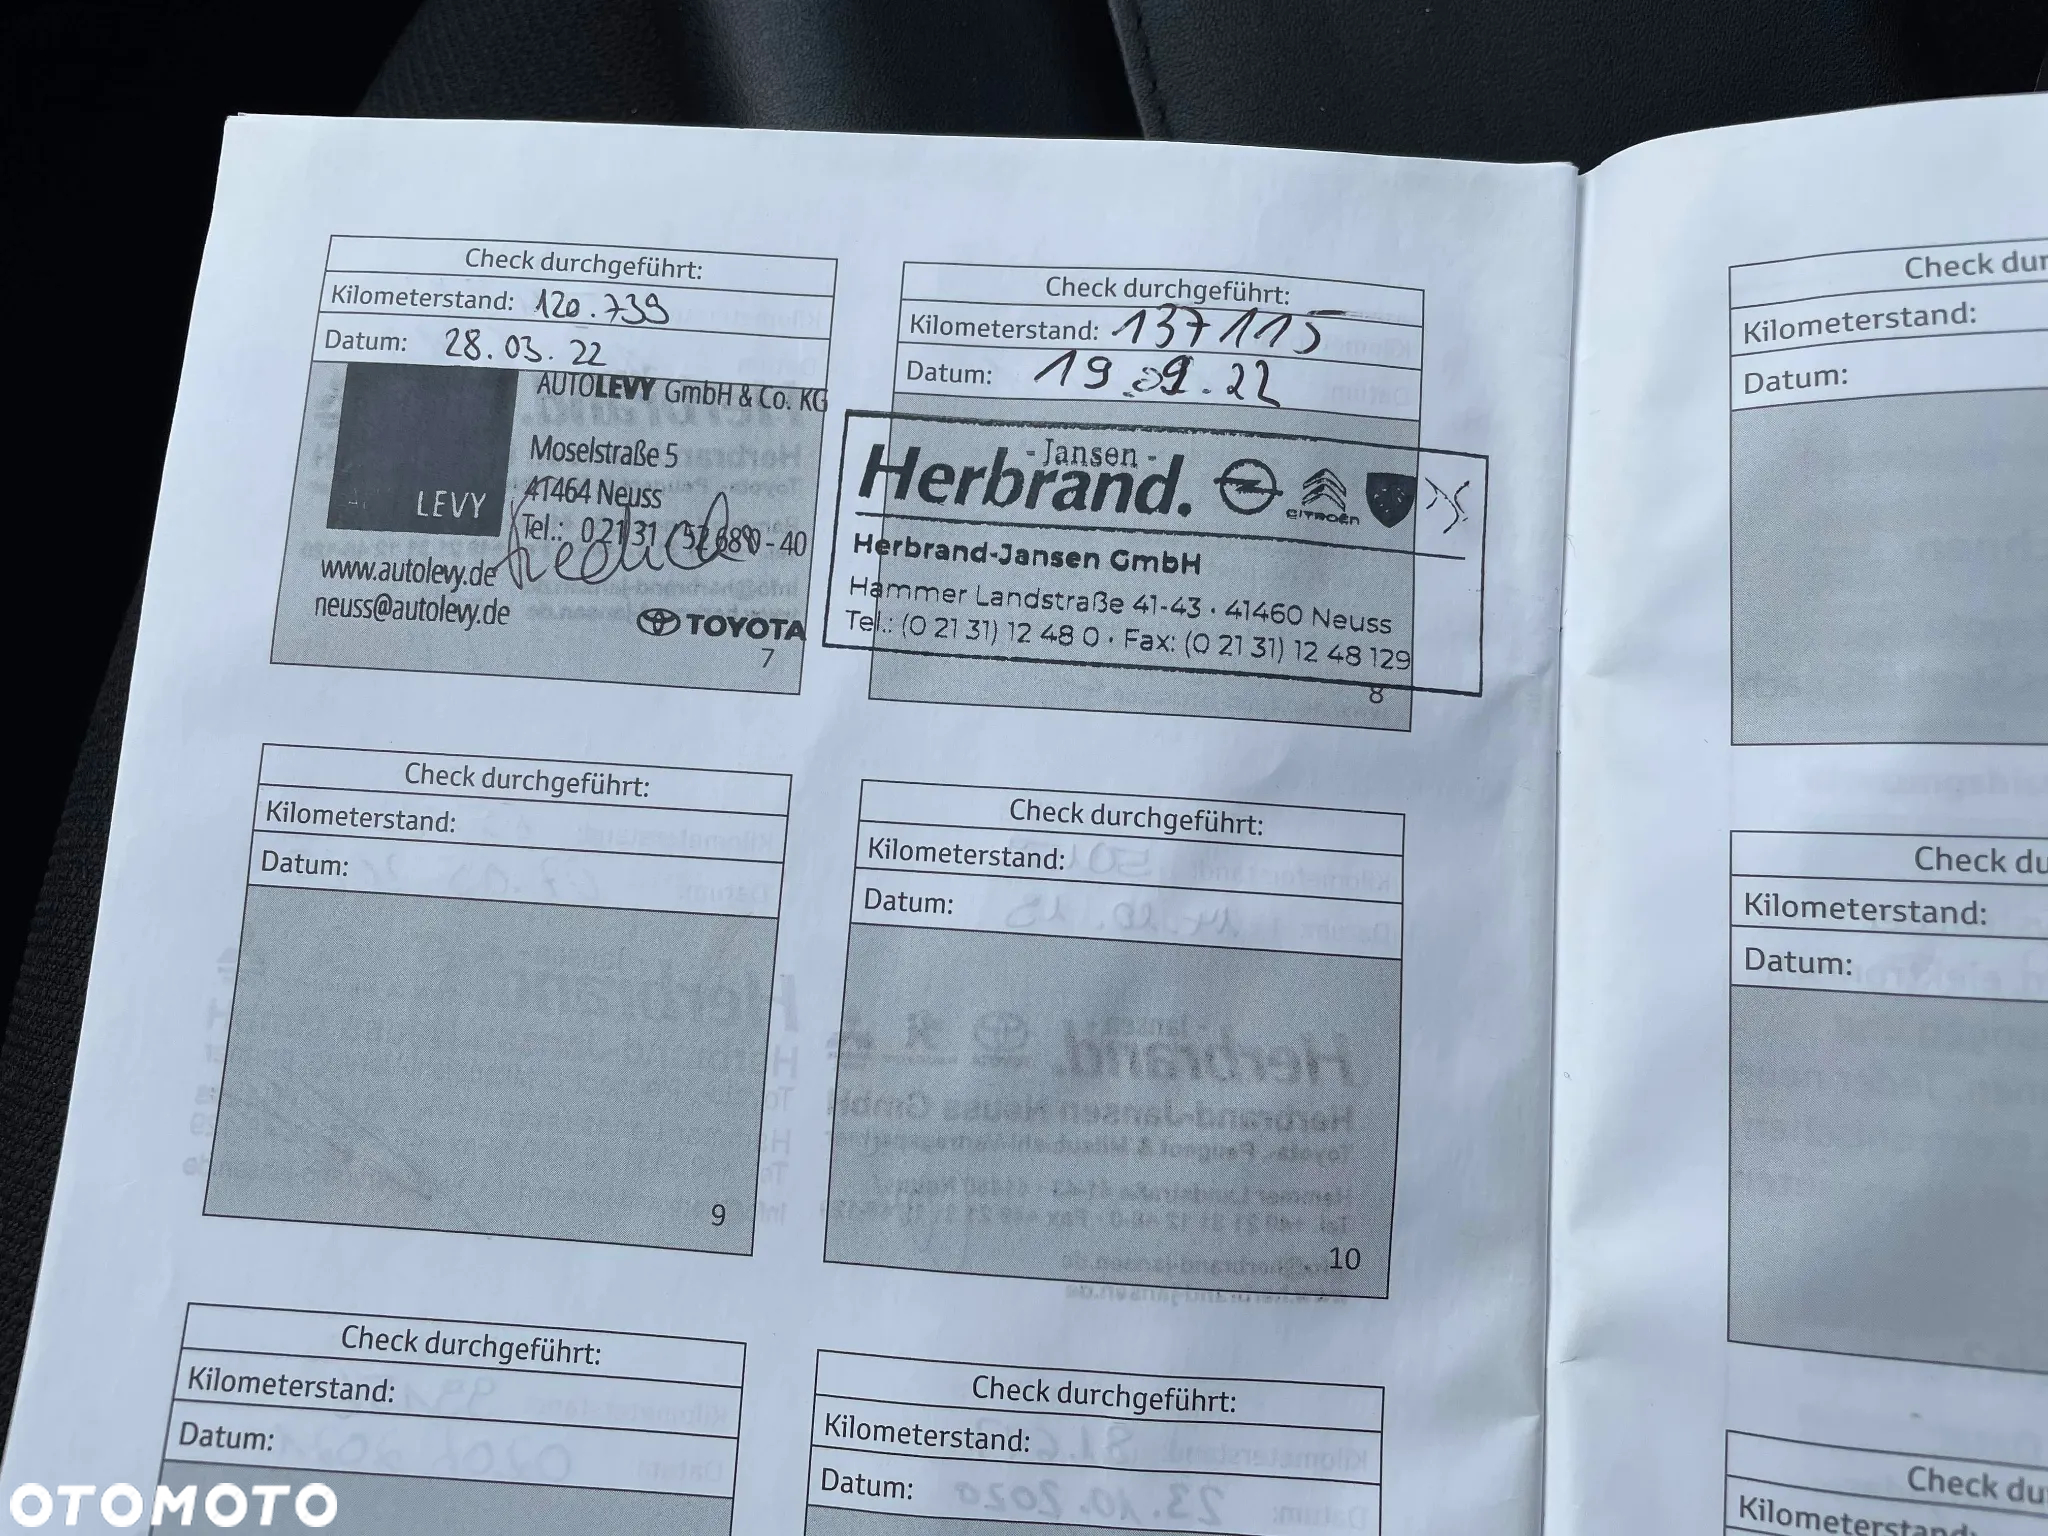 Check durchgeführt:
Kilometerstand: 120.739
Datum: 28.03.22
AUTOLEVY GmbH & Co. KG
Moselstraße 5
41464 Neuss
LEVY
Tel.: 02131/52680-40
www.autolevy.de
neuss@autolevy.de
TOYOTA
7
Check durchgeführt:
Kilometerstand: 137115
Datum: 19.09.22
- Jansen -
Herbrand.
CITROËN
Herbrand-Jansen GmbH
Hammer Landstraße 41-43 · 41460 Neuss
Tel.: (0 21 31) 12 48 0 · Fax: (0 21 31) 12 48 129
8
Check durchgeführt:
Kilometerstand:
Datum:
9
Check durchgeführt:
Kilometerstand:
Datum:
10
Check durchgeführt:
Kilometerstand:
Datum:
Check durchgeführt:
Kilometerstand:
Datum:
Check dur
Kilometerstand:
Datum:
Check du
Kilometerstand:
Datum:
Check du
Kilometerstand
OTOMOTO